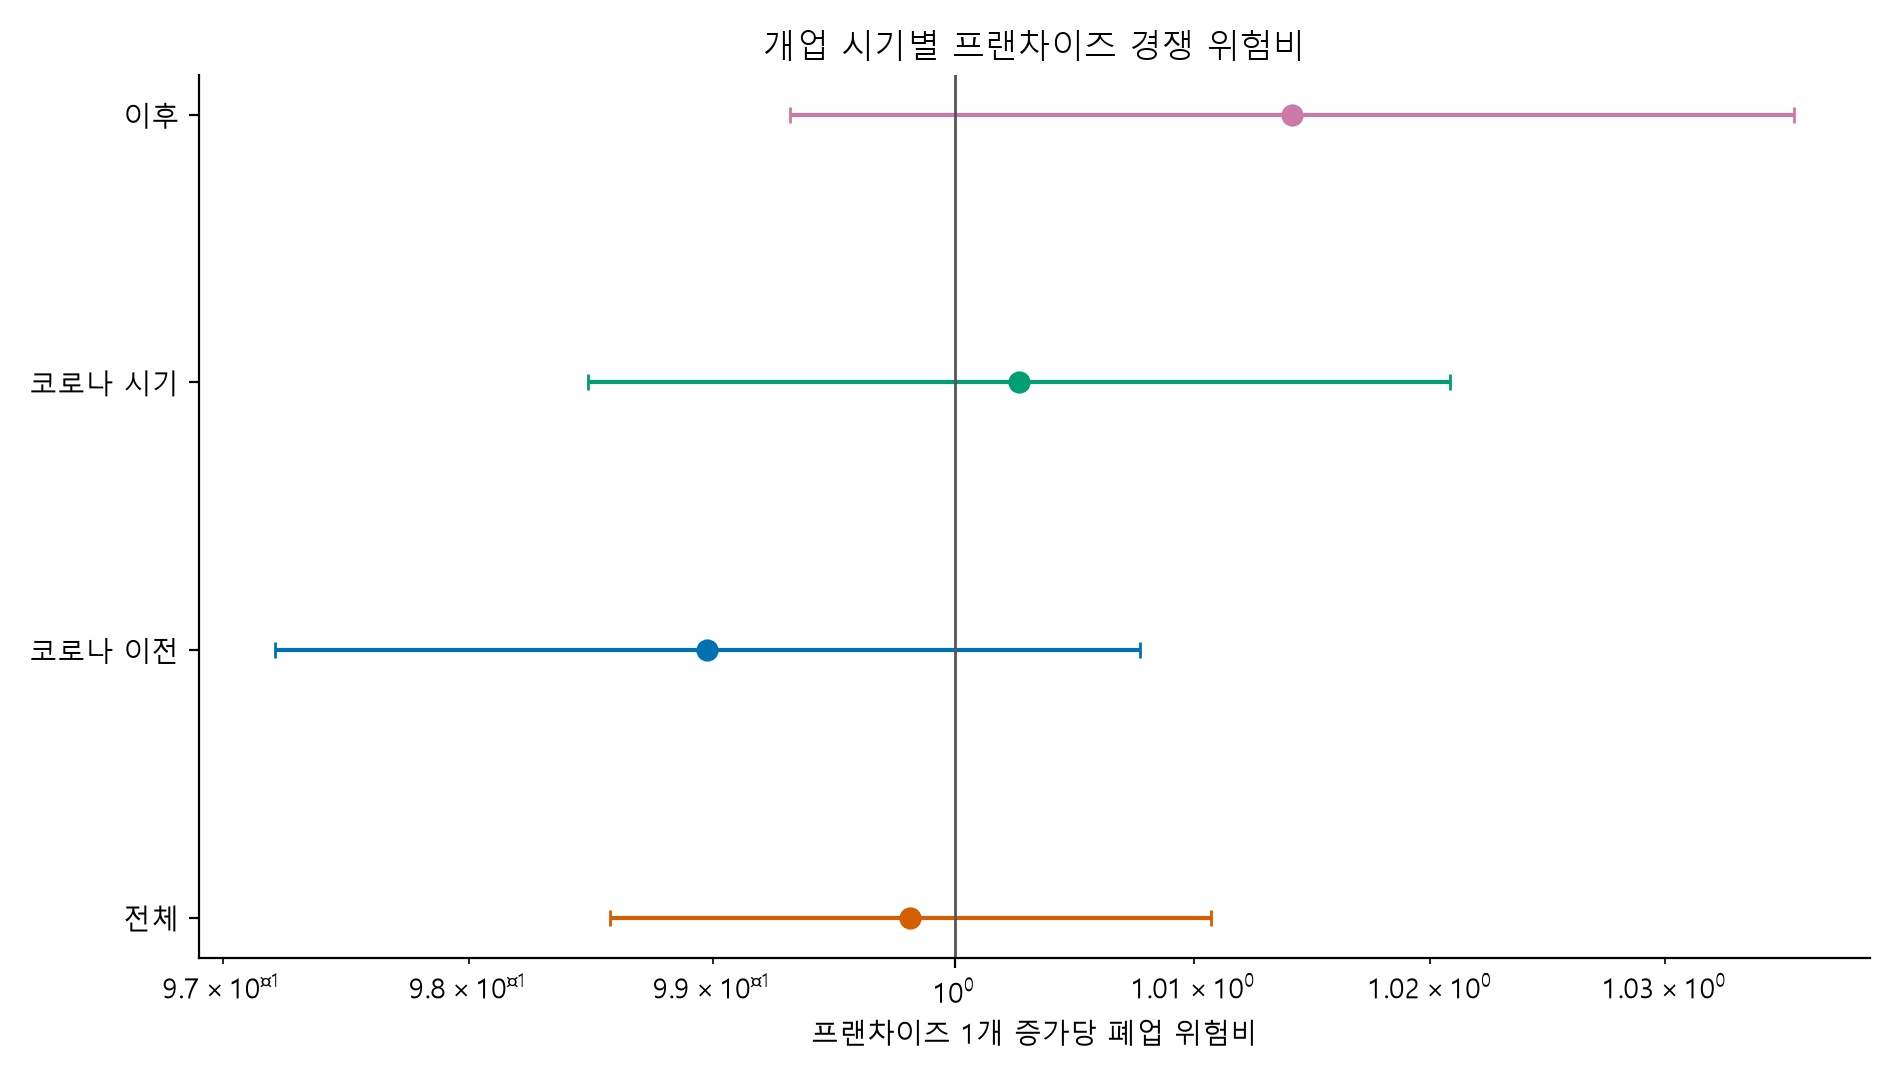 개업 시기별 프랜차이즈 경쟁 위험비
이후
코로나 시기
코로나 이전
전체
9.7 × 10¤¹ 9.8 × 10¤¹ 9.9 × 10¤¹ 10⁰ 1.01 × 10⁰ 1.02 × 10⁰ 1.03 × 10⁰
프랜차이즈 1개 증가당 폐업 위험비